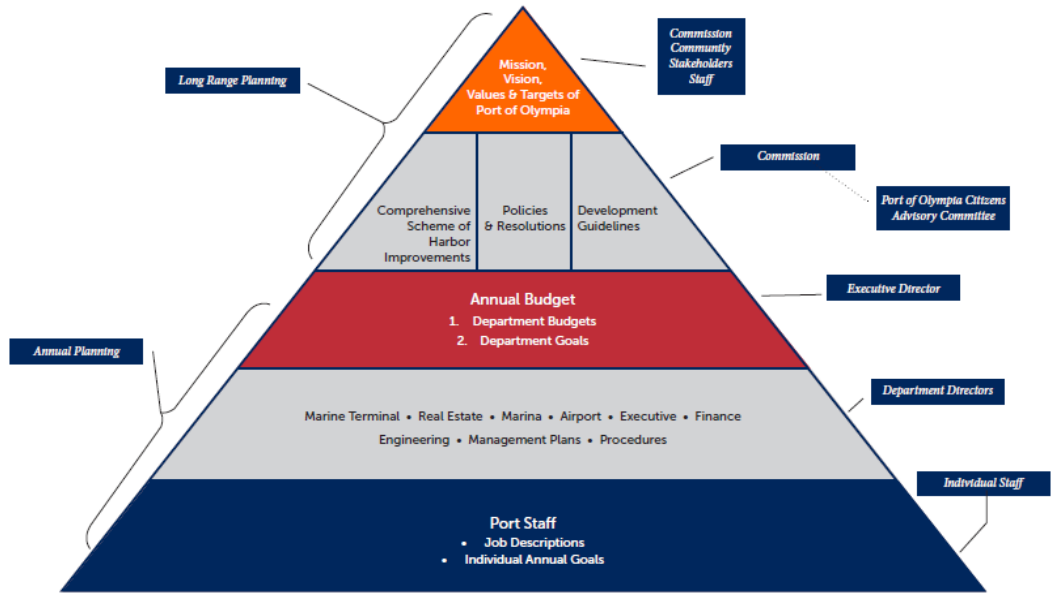 Mission,
Vision,
Values & Targets of
Port of Olympia
Commission
Community
Stakeholders
Staff
Long Range Planning
Commission
Port of Olympia Citizens
Advisory Committee
Comprehensive
Scheme of
Harbor
Improvements
Policies
& Resolutions
Development
Guidelines
Executive Director
Annual Budget
1. Department Budgets
2. Department Goals
Annual Planning
Department Directors
Marine Terminal • Real Estate • Marina • Airport • Executive • Finance
Engineering • Management Plans • Procedures
Individual Staff
Port Staff
• Job Descriptions
• Individual Annual Goals